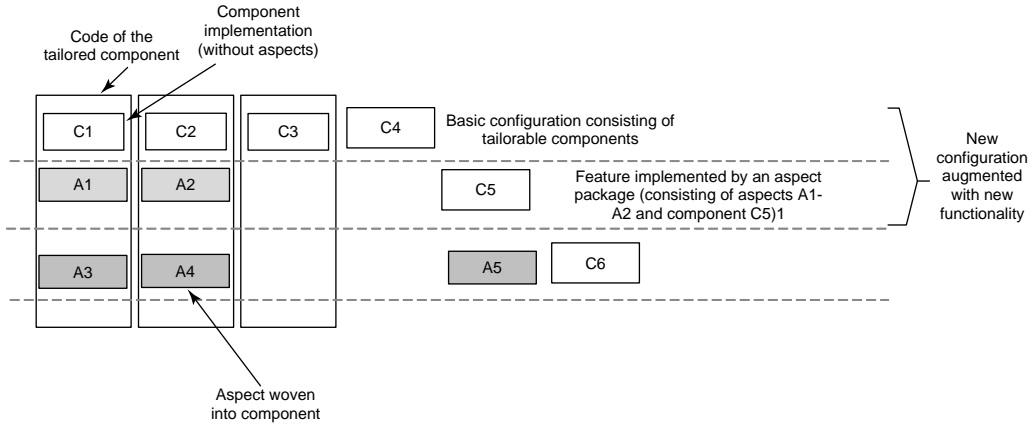 Component
implementation
(without aspects)
Code of the
tailored component
C1
C2
C3
C4
Basic configuration consisting of
tailorable components
New
configuration
augmented
with new
functionality
A1
A2
C5
Feature implemented by an aspect
package (consisting of aspects A1-
A2 and component C5)1
A3
A4
A5
C6
Aspect woven
into component